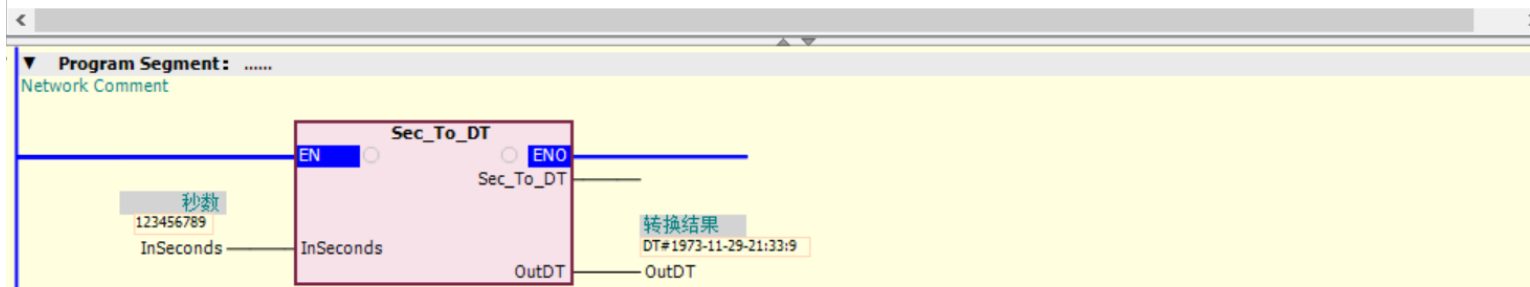 Program Segment: ......
Network Comment
Sec_To_DT
EN ENO
Sec_To_DT
秒数
123456789
转换结果
DT#1973-11-29-21:33:9
InSeconds InSeconds
OutDT OutDT